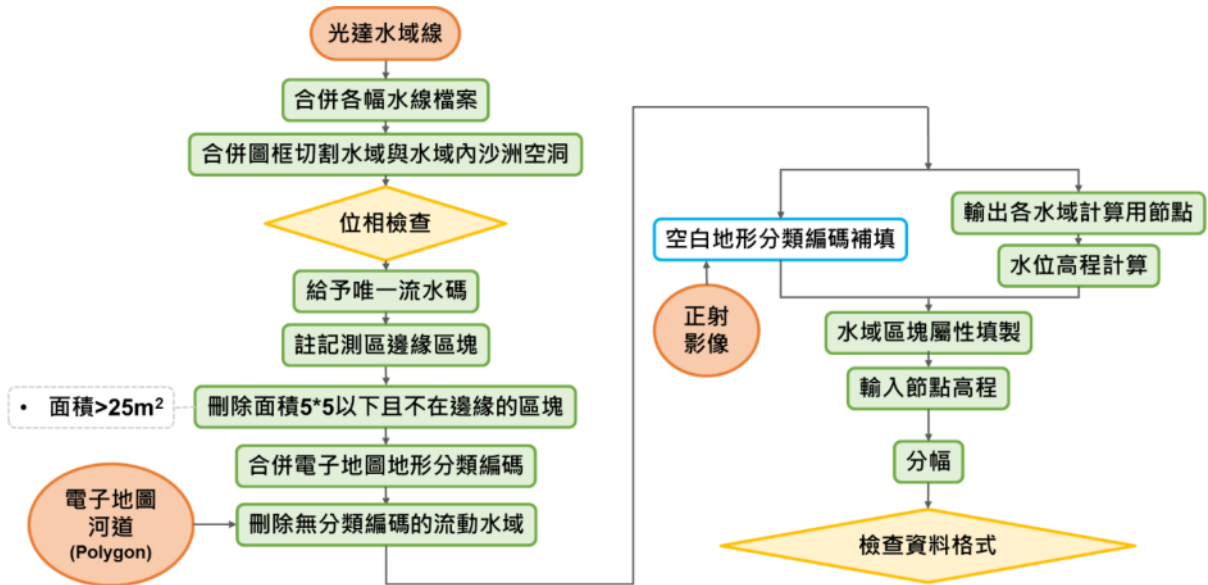 光達水域線
合併各幅水線檔案
合併圖框切割水域與水域內沙洲空洞
位相檢查
給予唯一流水碼
註記測區邊緣區塊
• 面積>25m²
刪除面積5*5以下且不在邊緣的區塊
合併電子地圖地形分類編碼
電子地圖
河道
(Polygon)
刪除無分類編碼的流動水域
空白地形分類編碼補填
正射
影像
輸出各水域計算用節點
水位高程計算
水域區塊屬性填製
輸入節點高程
分幅
檢查資料格式